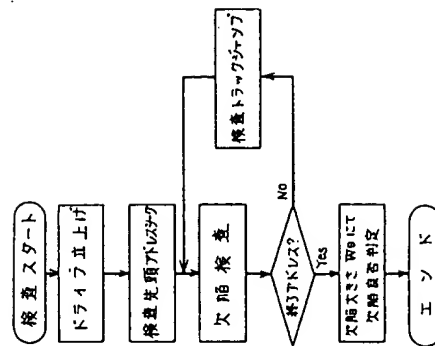 検査スタート
ドライブ立上げ
検査先頭アドレスシーク
欠陥検査
終了アドレス?
No
検査トラックジャンプ
Yes
欠陥大きさWeにて
欠陥良否判定
エンド